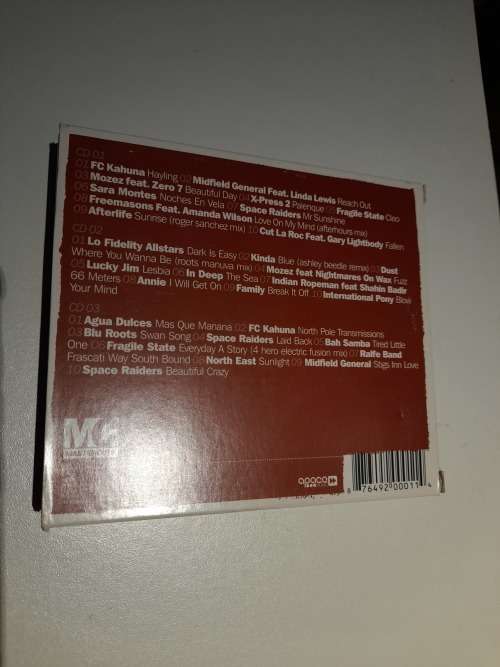 CD 01
01 FC Kahuna Hayling 02 Midfield General Feat. Linda Lewis Reach Out
03 Mozez feat. Zero 7 Beautiful Day 04 X-Press 2 Palenque 05 Fragile State Cleo
06 Sara Montes Noches En Vela 07 Space Raiders Mr Sunshine
08 Freemasons Feat. Amanda Wilson Love On My Mind (afterhours mix)
09 Afterlife Sunrise (roger sanchez mix) 10 Cut La Roc Feat. Gary Lightbody Fallen
CD 02
01 Lo Fidelity Allstars Dark Is Easy 02 Kinda Blue (ashley beedle remix) 03 Dust
Where You Wanna Be (roots manuva mix) 04 Mozez feat Nightmares On Wax Fuzz
05 Lucky Jim Lesbia 06 In Deep The Sea 07 Indian Ropeman feat Shahin Badir
66 Meters 08 Annie I Will Get On 09 Family Break It Off 10 International Pony Blow
Your Mind
CD 03
01 Agua Dulces Mas Que Manana 02 FC Kahuna North Pole Transmissions
03 Blu Roots Swan Song 04 Space Raiders Laid Back 05 Bah Samba Tired Little
One 06 Fragile State Everyday A Story (4 hero electric fusion mix) 07 Ralfe Band
Frascati Way South Bound 08 North East Sunlight 09 Midfield General Stigs Inn Love
10 Space Raiders Beautiful Crazy
apace
8 76492 00011 4